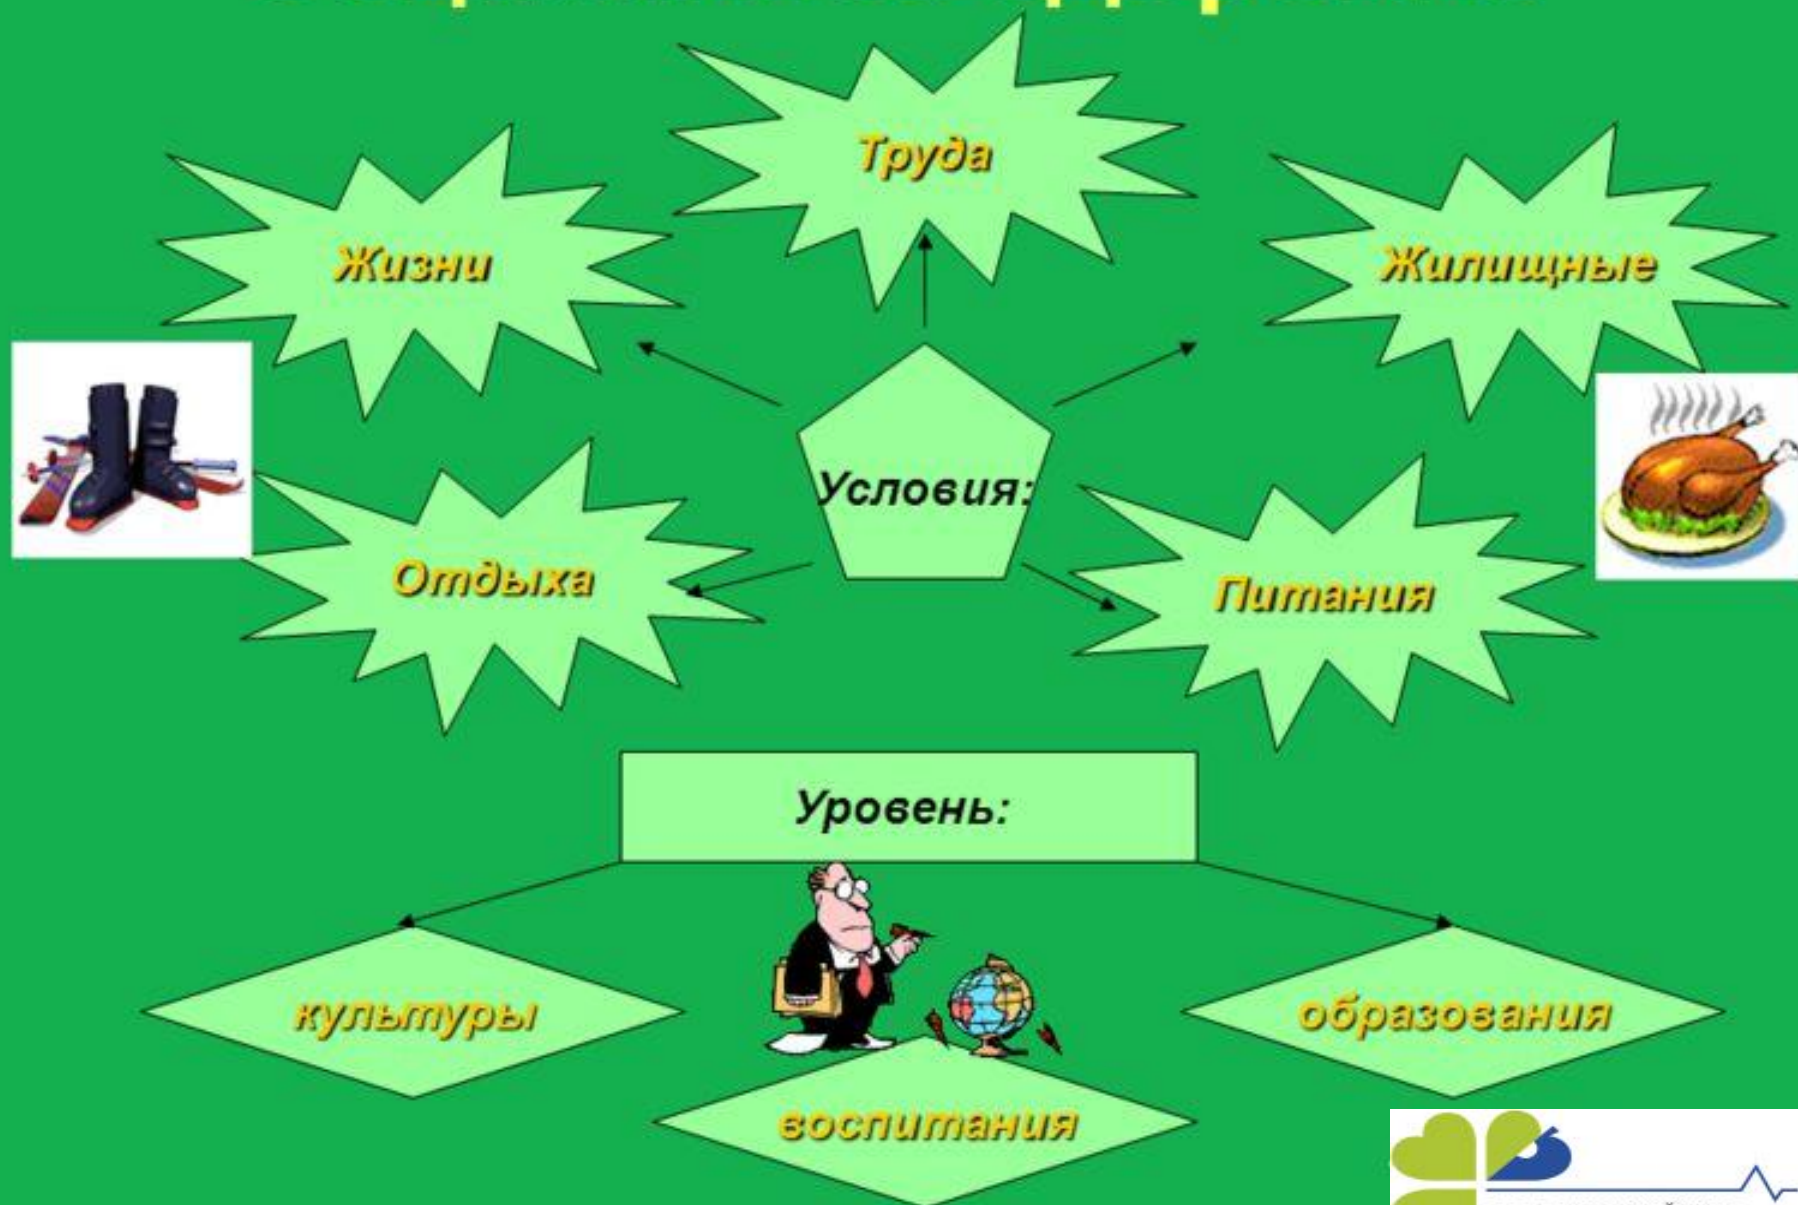 Труда
Жизни
Жилищные
Условия:
Отдыха
Питания
Уровень:
культуры
образования
воспитания